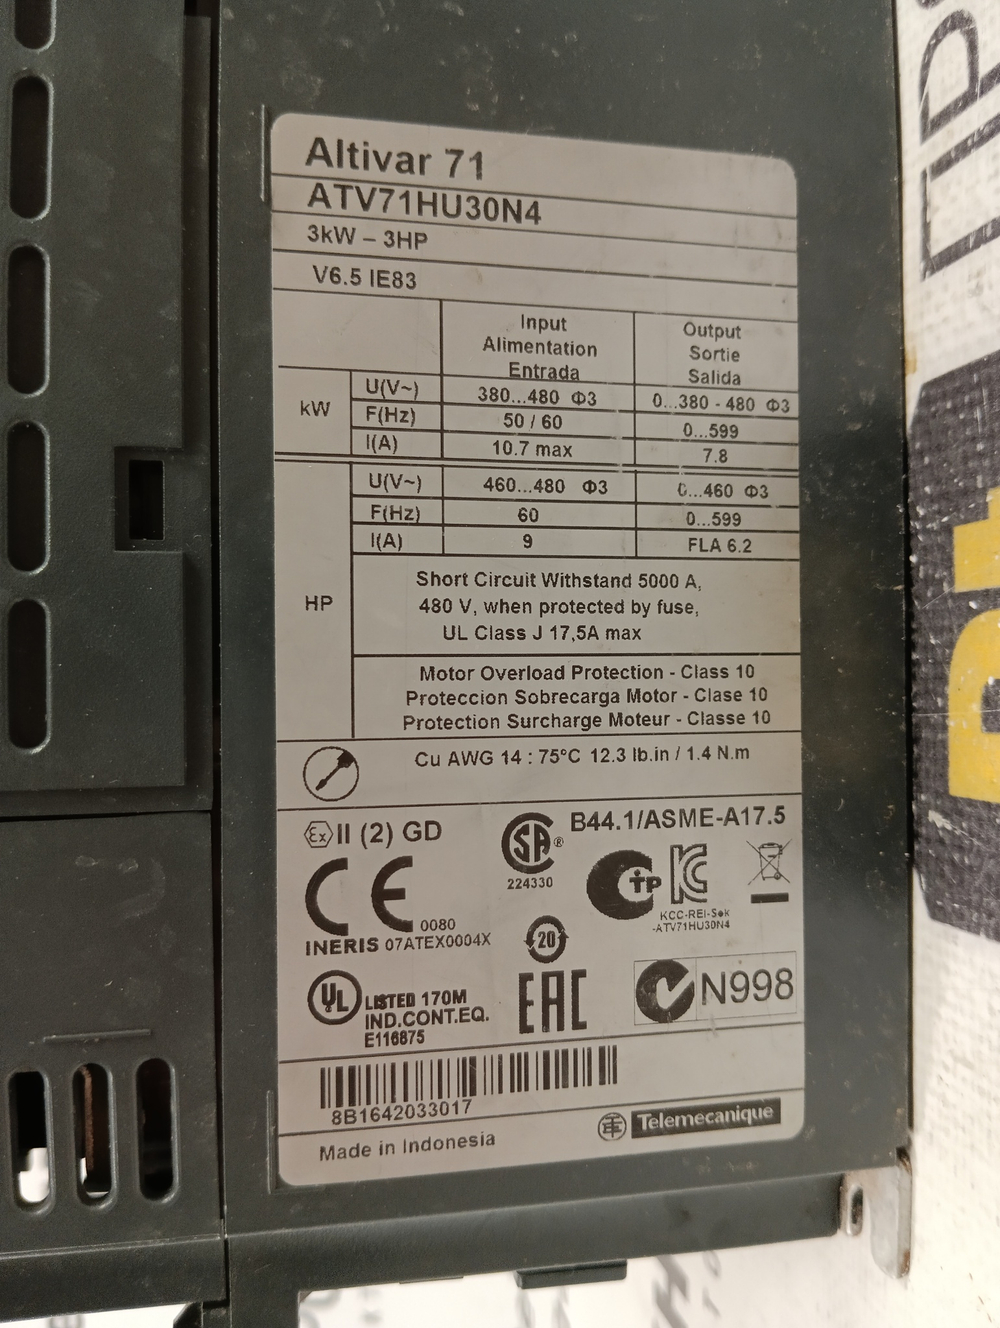 Altivar 71
ATV71HU30N4
3kW – 3HP
V6.5 IE83
Input
Alimentation
Entrada
Output
Sortie
Salida
kW
U(V~) 380...480 Φ3 0...380 - 480 Φ3
F(Hz) 50 / 60 0...599
I(A) 10.7 max 7.8
HP
U(V~) 460...480 Φ3 0...460 Φ3
F(Hz) 60 0...599
I(A) 9 FLA 6.2
Short Circuit Withstand 5000 A,
480 V, when protected by fuse,
UL Class J 17,5A max
Motor Overload Protection - Class 10
Proteccion Sobrecarga Motor - Clase 10
Protection Surcharge Moteur - Classe 10
Cu AWG 14 : 75°C 12.3 lb.in / 1.4 N.m
Ex II (2) GD
CE 0080
INERIS 07ATEX0004X
SA ®
224330
B44.1/ASME-A17.5
KCC-REI-Sek
-ATV71HU30N4
20
UL LISTED 170M
IND.CONT.EQ.
E116875
EAC
N998
8B1642033017
Made in Indonesia
Telemecanique